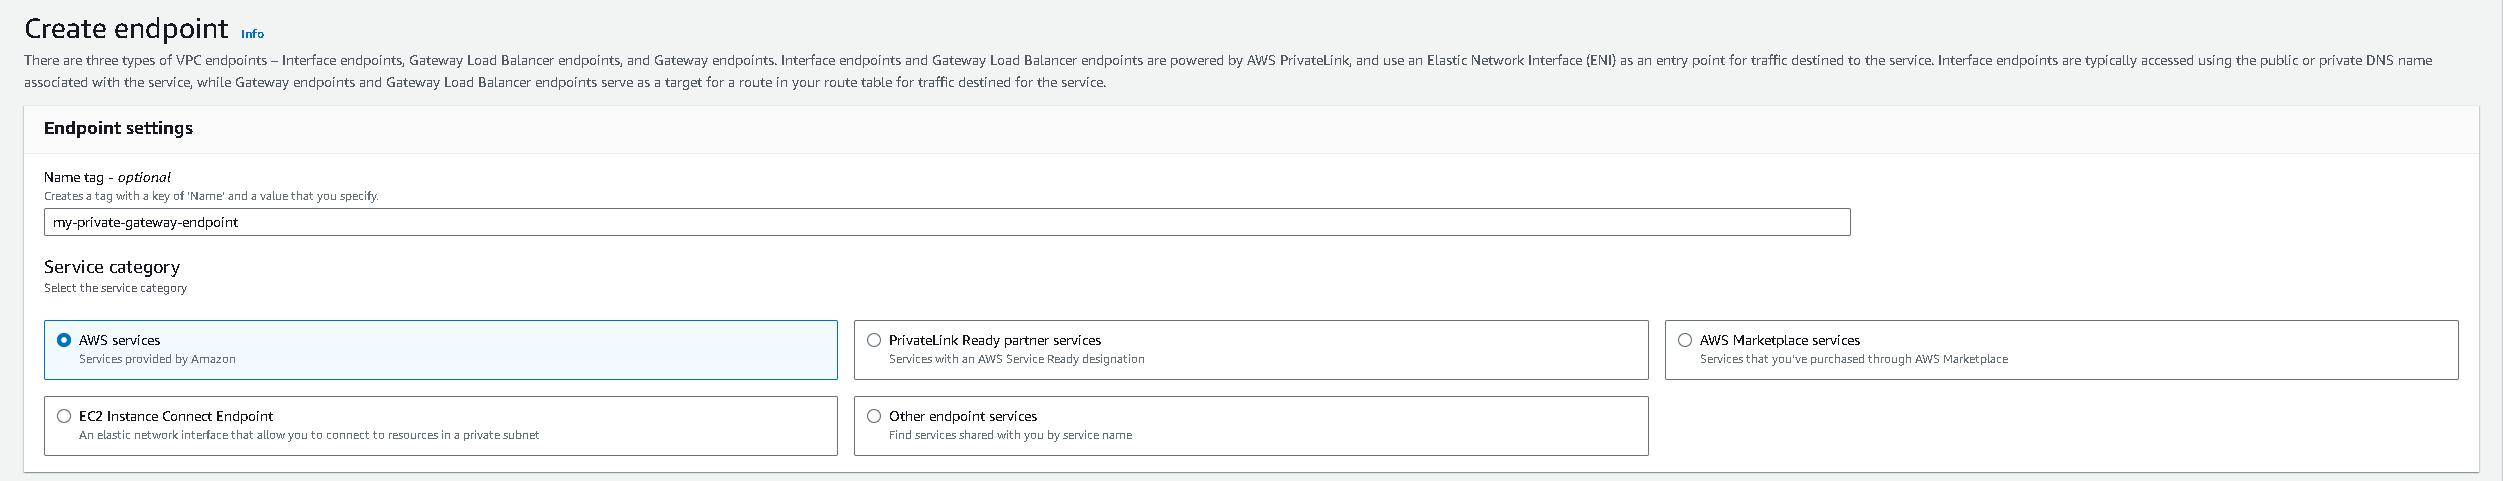 Create endpoint Info
There are three types of VPC endpoints – Interface endpoints, Gateway Load Balancer endpoints, and Gateway endpoints. Interface endpoints and Gateway Load Balancer endpoints are powered by AWS PrivateLink, and use an Elastic Network Interface (ENI) as an entry point for traffic destined to the service. Interface endpoints are typically accessed using the public or private DNS name
associated with the service, while Gateway endpoints and Gateway Load Balancer endpoints serve as a target for a route in your route table for traffic destined for the service.
Endpoint settings
Name tag - optional
Creates a tag with a key of 'Name' and a value that you specify.
my-private-gateway-endpoint
Service category
Select the service category
AWS services
Services provided by Amazon
PrivateLink Ready partner services
Services with an AWS Service Ready designation
AWS Marketplace services
Services that you've purchased through AWS Marketplace
EC2 Instance Connect Endpoint
An elastic network interface that allow you to connect to resources in a private subnet
Other endpoint services
Find services shared with you by service name